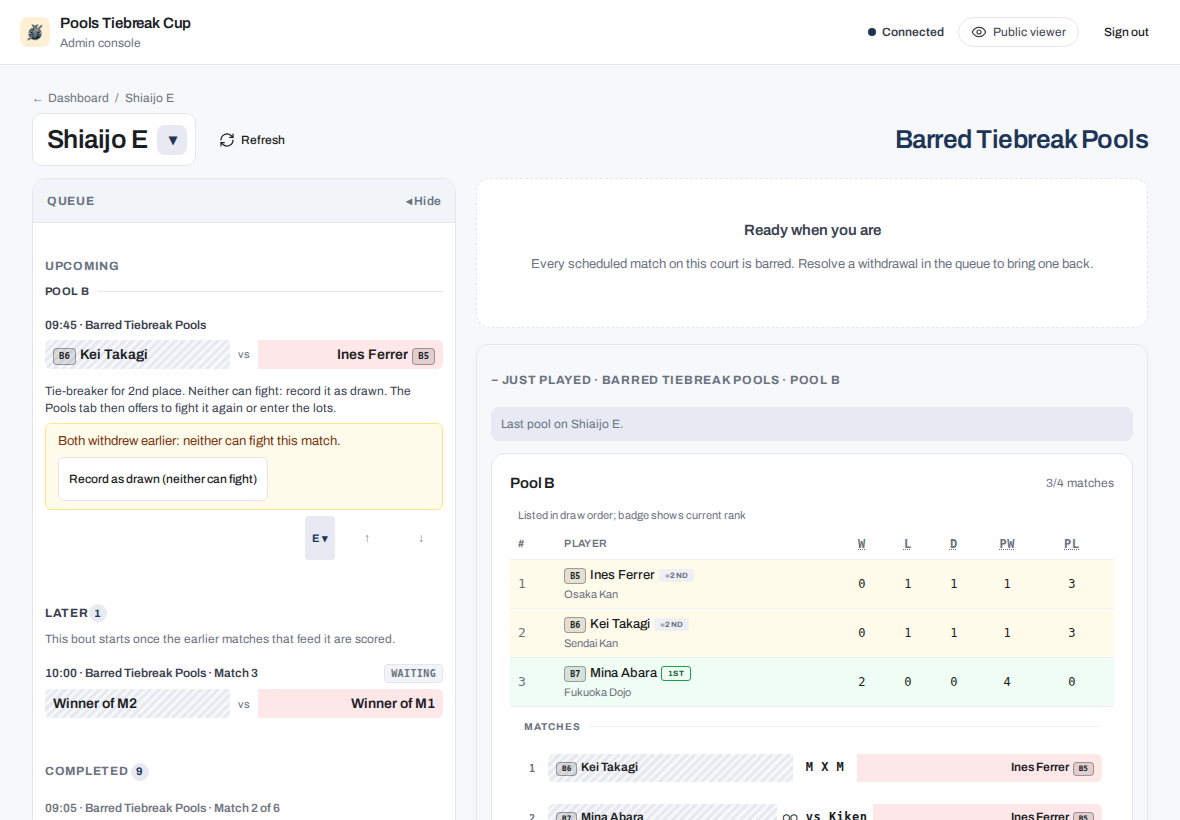 Pools Tiebreak Cup
Admin console
Connected
Public viewer
Sign out
← Dashboard / Shiaijo E
Shiaijo E ▼
Refresh
Barred Tiebreak Pools
QUEUE
◂ Hide
UPCOMING
POOL B
09:45 · Barred Tiebreak Pools
B6 Kei Takagi vs Ines Ferrer B5
Tie-breaker for 2nd place. Neither can fight: record it as drawn. The
Pools tab then offers to fight it again or enter the lots.
Both withdrew earlier: neither can fight this match.
Record as drawn (neither can fight)
E ▾ ↑ ↓
LATER 1
This bout starts once the earlier matches that feed it are scored.
10:00 · Barred Tiebreak Pools · Match 3 WAITING
Winner of M2 vs Winner of M1
COMPLETED 9
09:05 · Barred Tiebreak Pools · Match 2 of 6
Ready when you are
Every scheduled match on this court is barred. Resolve a withdrawal in the queue to bring one back.
– JUST PLAYED · BARRED TIEBREAK POOLS · POOL B
Last pool on Shiaijo E.
Pool B 3/4 matches
Listed in draw order; badge shows current rank
# PLAYER W L D PW PL
1 B5 Ines Ferrer =2ND 0 1 1 1 3
Osaka Kan
2 B6 Kei Takagi =2ND 0 1 1 1 3
Sendai Kan
3 B7 Mina Abara 1ST 2 0 0 4 0
Fukuoka Dojo
MATCHES
1 B6 Kei Takagi M X M Ines Ferrer B5
2 B7 Mina Abara ○○ vs Kiken Ines Ferrer B5